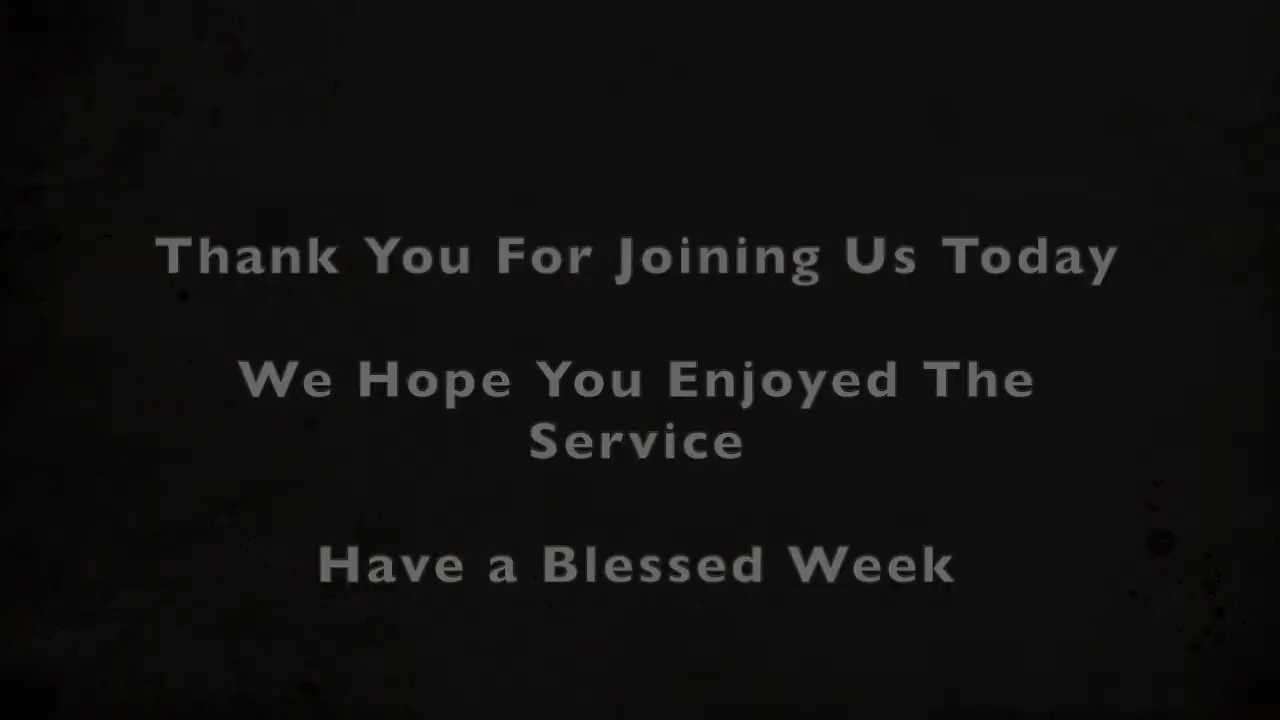 Thank You For Joining Us Today
We Hope You Enjoyed The
Service
Have a Blessed Week